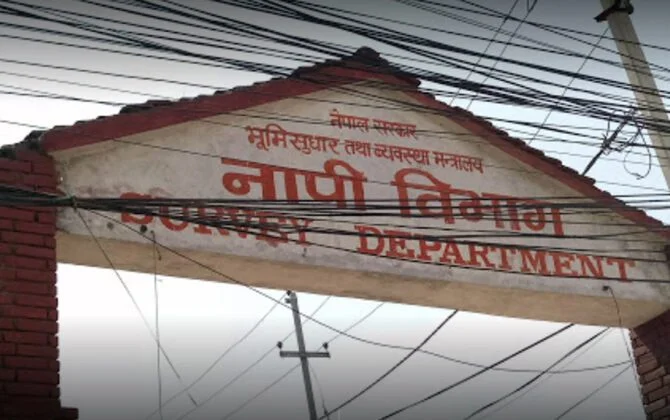 नेपाल सरकार
भूमिसुधार तथा व्यवस्था मन्त्रालय
नापी विभाग
SURVEY DEPARTMENT